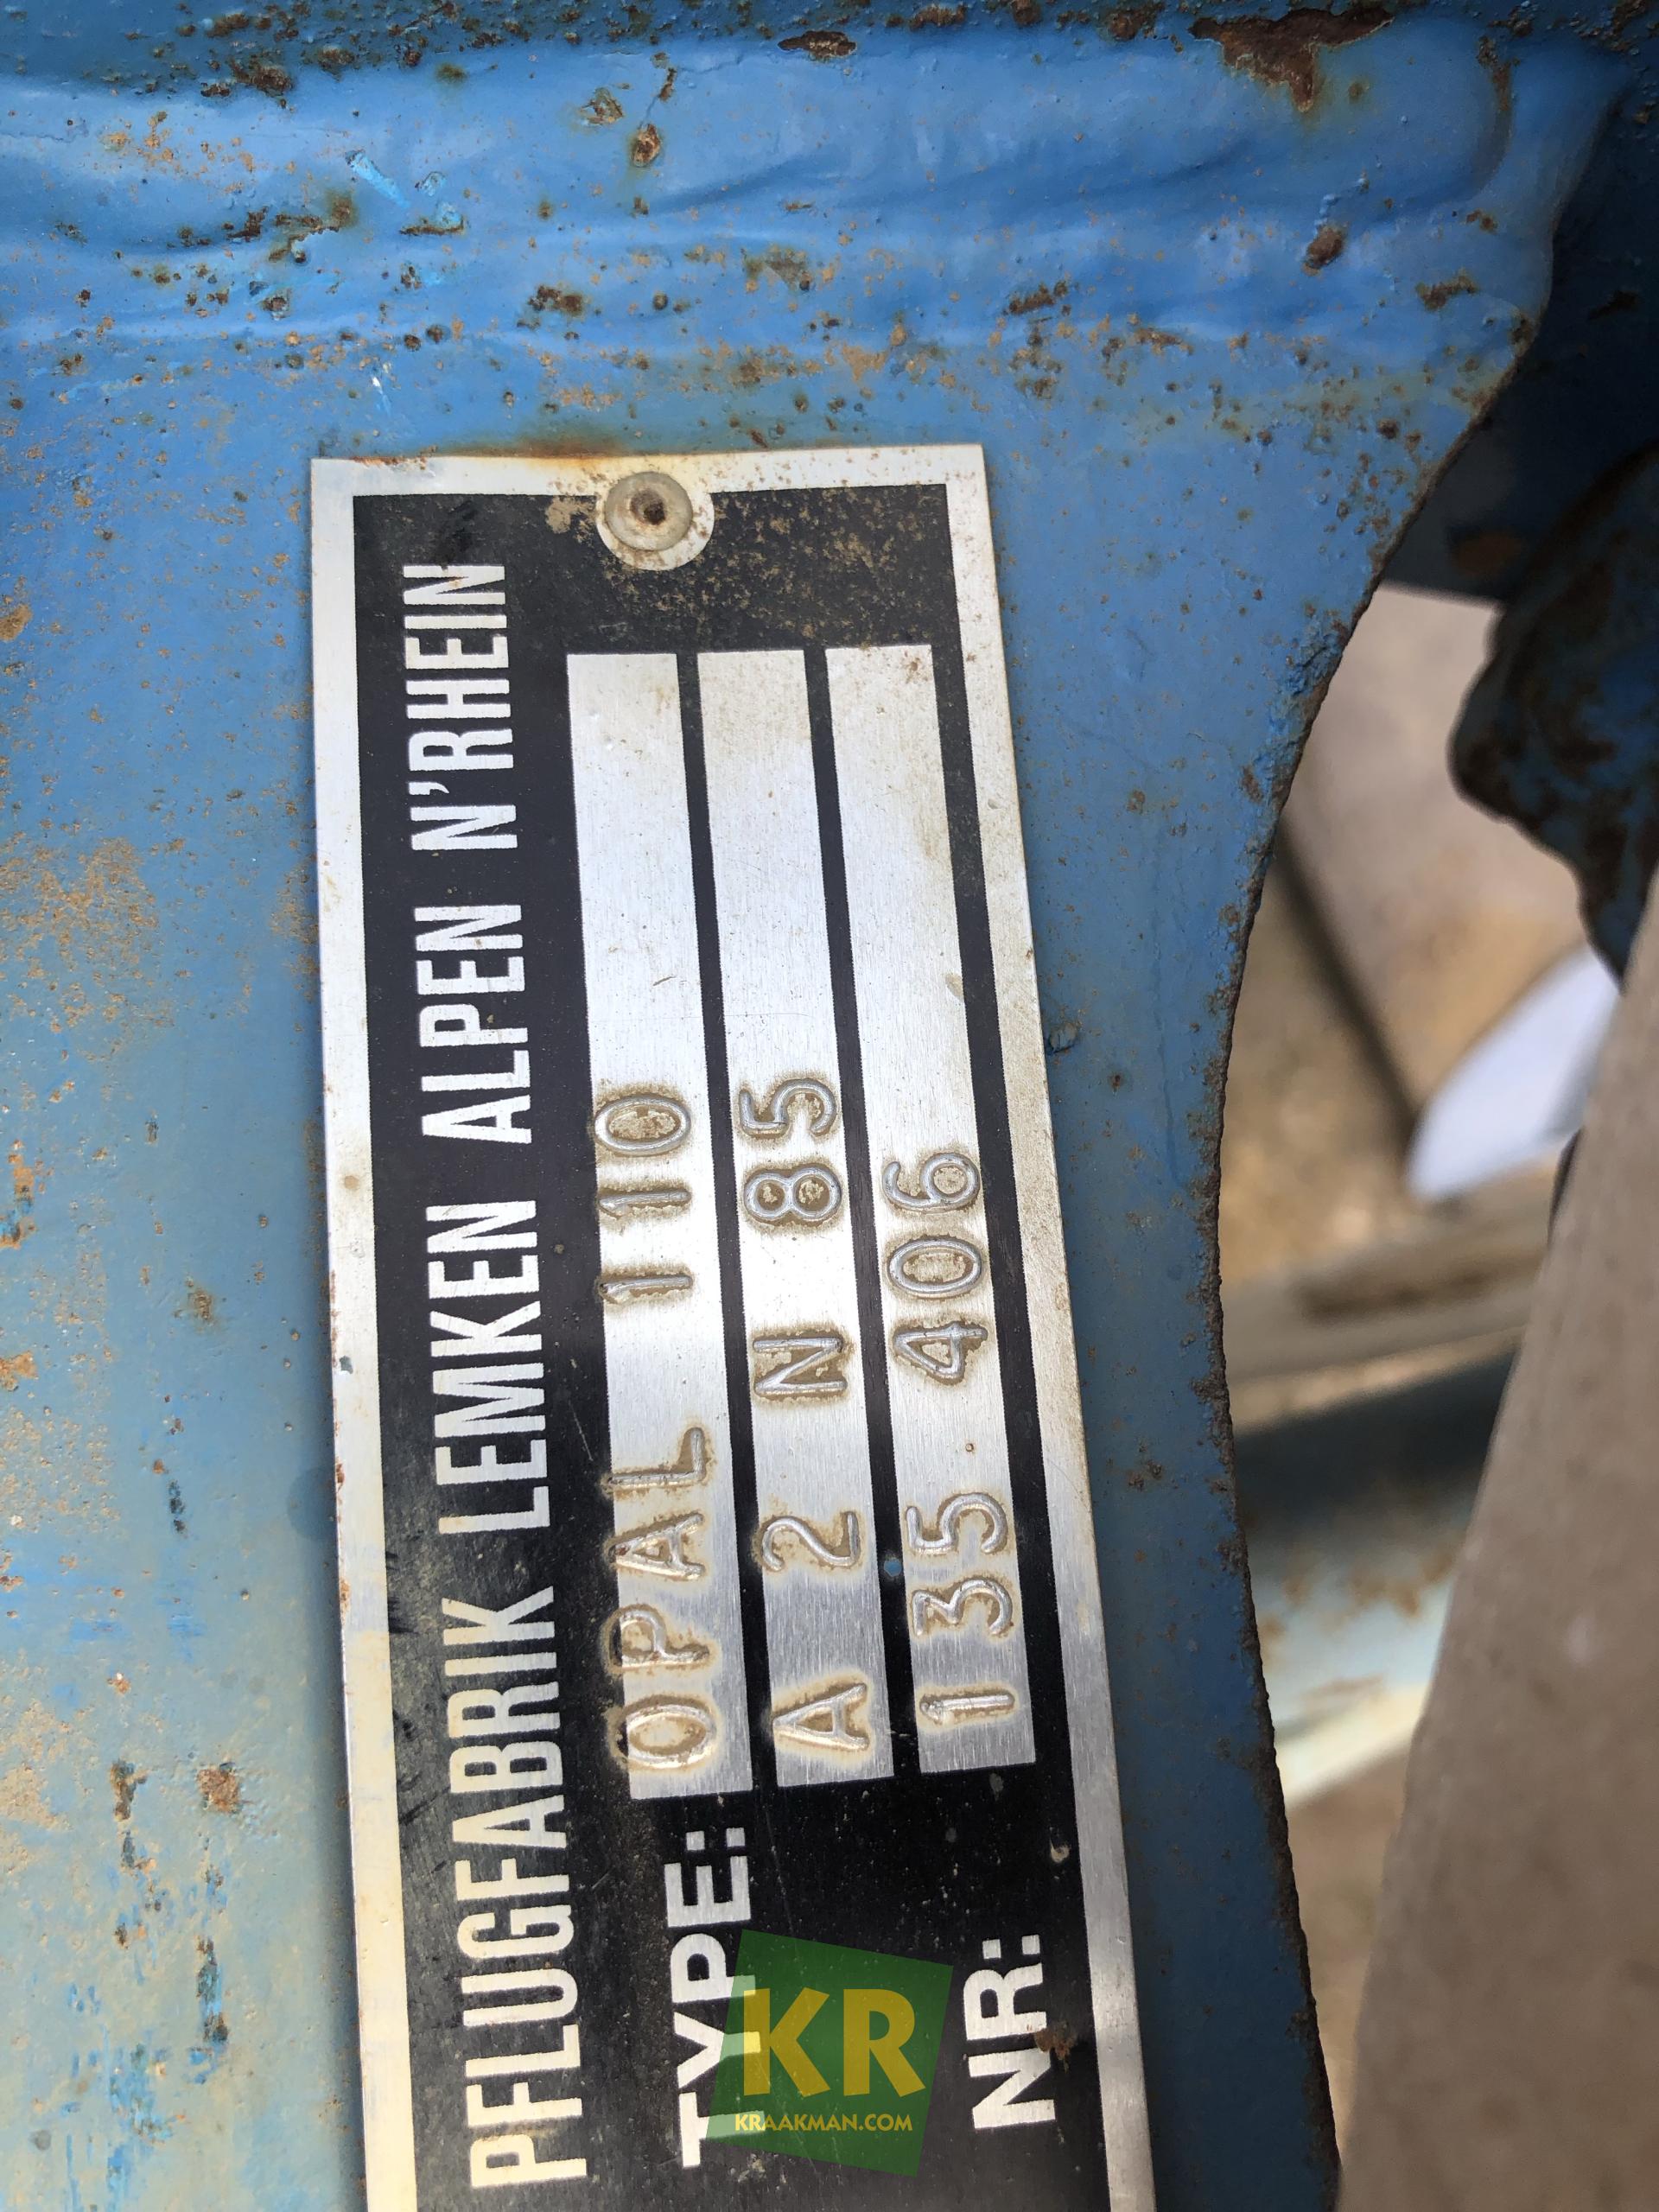 PFLUGFABRIK LEMKEN ALPEN N'RHEIN
TYPE: OPAL 110
A 2 N 85
NR: 135 406
KR
KRAAKMAN.COM